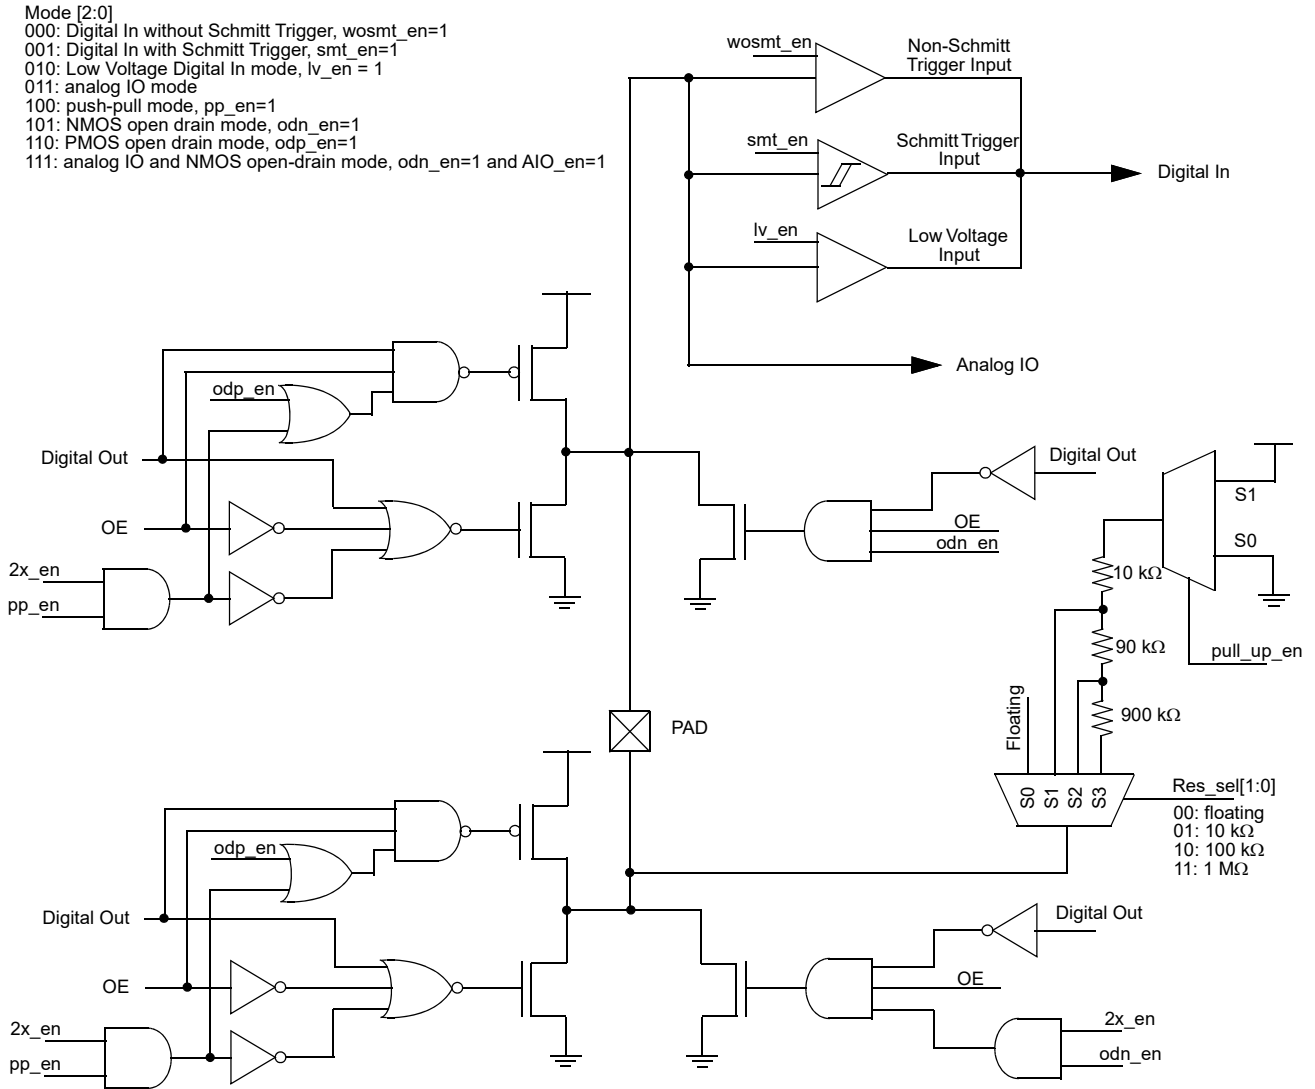 Mode [2:0]
000: Digital In without Schmitt Trigger, wosmt_en=1
001: Digital In with Schmitt Trigger, smt_en=1
010: Low Voltage Digital In mode, lv_en = 1
011: analog IO mode
100: push-pull mode, pp_en=1
101: NMOS open drain mode, odn_en=1
110: PMOS open drain mode, odp_en=1
111: analog IO and NMOS open-drain mode, odn_en=1 and AIO_en=1
wosmt_en
Non-Schmitt
Trigger Input
smt_en
Schmitt Trigger
Input
Digital In
lv_en
Low Voltage
Input
Analog IO
odp_en
Digital Out
OE
2x_en
pp_en
Digital Out
OE
odn_en
S1
S0
10 kΩ
90 kΩ
pull_up_en
900 kΩ
Floating
PAD
S0
S1
S2
S3
Res_sel[1:0]
00: floating
01: 10 kΩ
10: 100 kΩ
11: 1 MΩ
odp_en
Digital Out
OE
2x_en
pp_en
Digital Out
OE
2x_en
odn_en